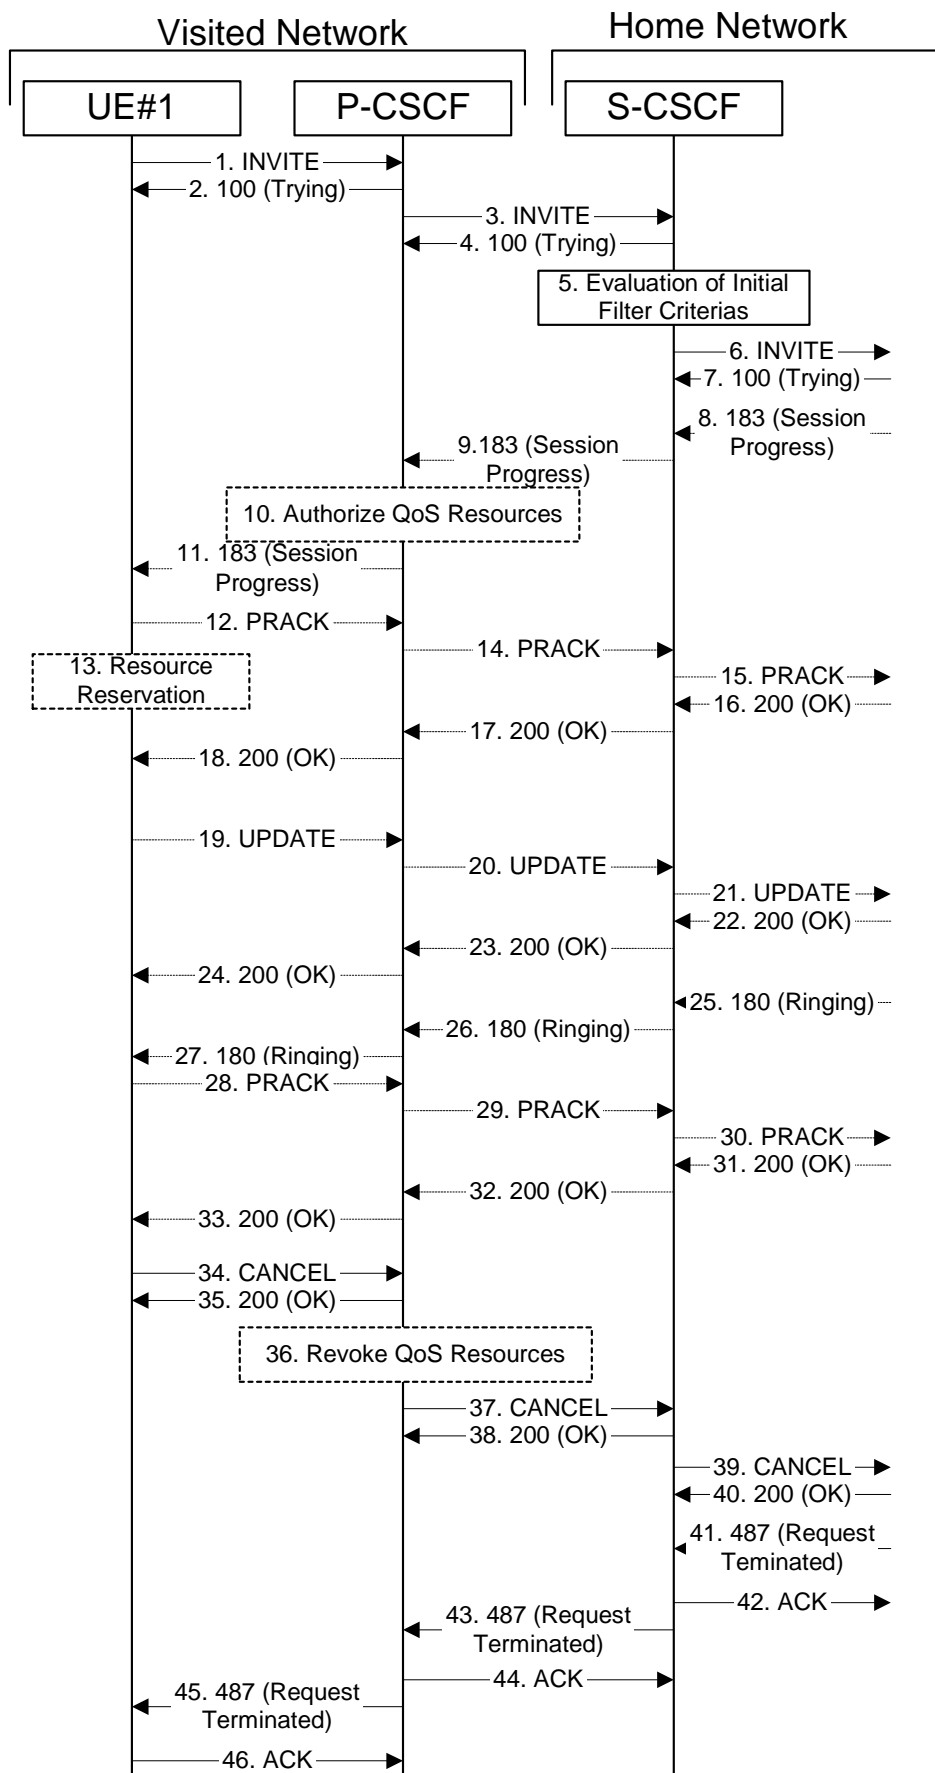 Visited Network
Home Network
UE#1
P-CSCF
S-CSCF
1. INVITE
2. 100 (Trying)
3. INVITE
4. 100 (Trying)
5. Evaluation of Initial
Filter Criterias
6. INVITE
7. 100 (Trying)
8. 183 (Session
Progress)
9.183 (Session
Progress)
10. Authorize QoS Resources
11. 183 (Session
Progress)
12. PRACK
13. Resource
Reservation
14. PRACK
15. PRACK
16. 200 (OK)
17. 200 (OK)
18. 200 (OK)
19. UPDATE
20. UPDATE
21. UPDATE
22. 200 (OK)
23. 200 (OK)
24. 200 (OK)
25. 180 (Ringing)
26. 180 (Ringing)
27. 180 (Ringing)
28. PRACK
29. PRACK
30. PRACK
31. 200 (OK)
32. 200 (OK)
33. 200 (OK)
34. CANCEL
35. 200 (OK)
36. Revoke QoS Resources
37. CANCEL
38. 200 (OK)
39. CANCEL
40. 200 (OK)
41. 487 (Request
Teminated)
42. ACK
43. 487 (Request
Terminated)
44. ACK
45. 487 (Request
Terminated)
46. ACK